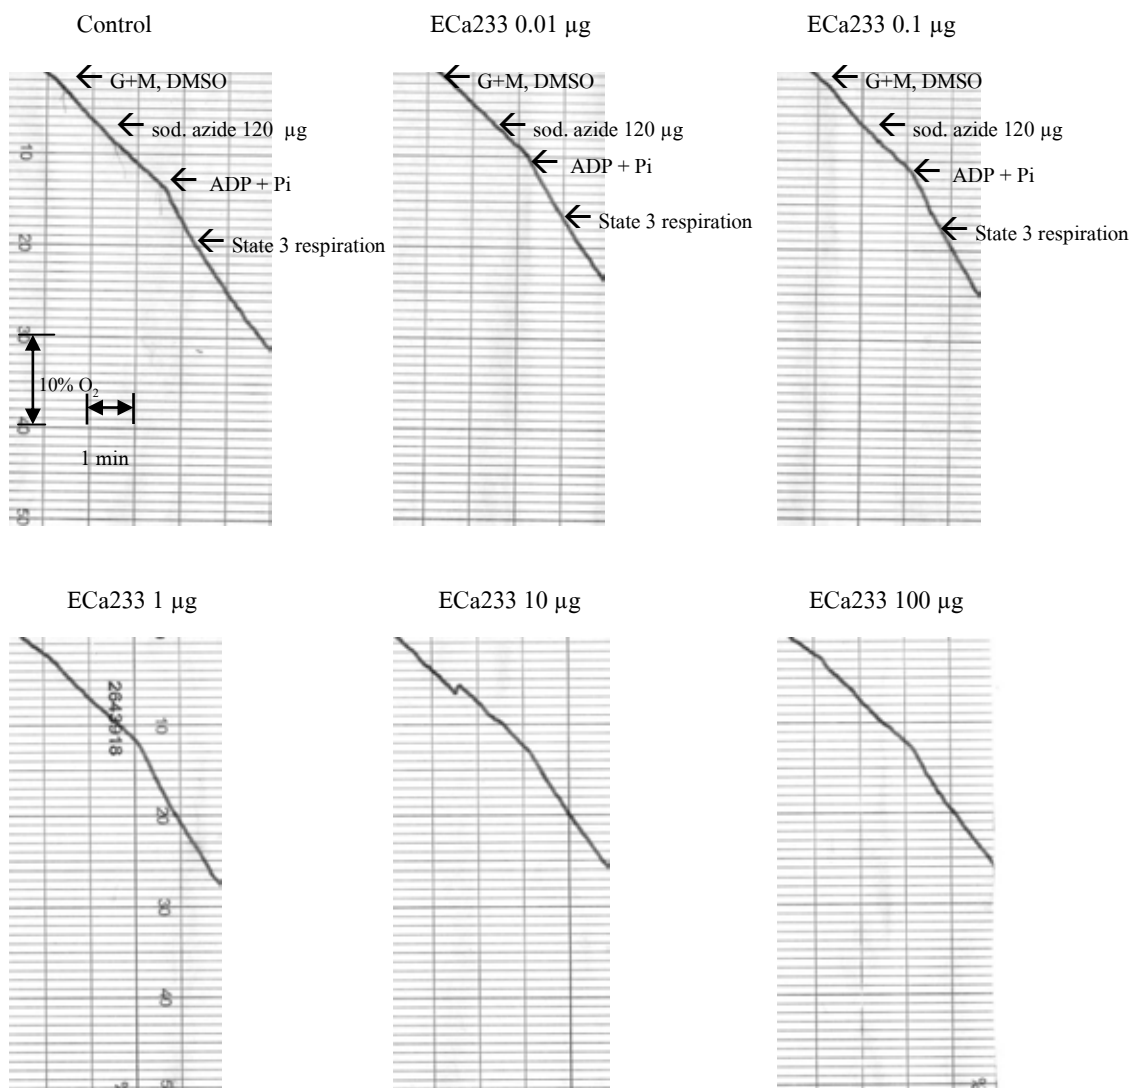 Control
ECa233 0.01 µg
ECa233 0.1 µg
G+M, DMSO
sod. azide 120 µg
ADP + Pi
State 3 respiration
10
20
30
40
50
10% O2
1 min
G+M, DMSO
sod. azide 120 µg
ADP + Pi
State 3 respiration
G+M, DMSO
sod. azide 120 µg
ADP + Pi
State 3 respiration
ECa233 1 µg
ECa233 10 µg
ECa233 100 µg
2643918
10
20
30
40